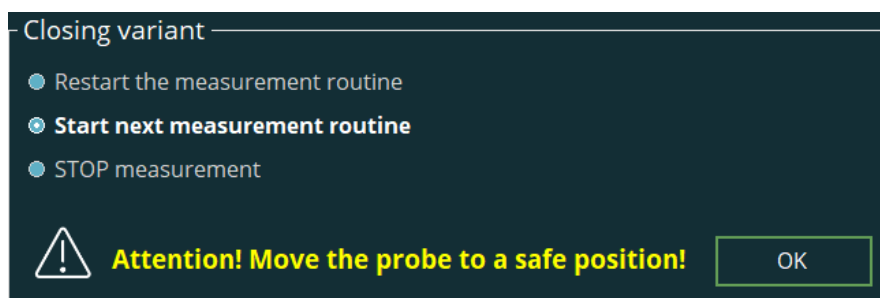 Closing variant
Restart the measurement routine
Start next measurement routine
STOP measurement
Attention! Move the probe to a safe position!
OK